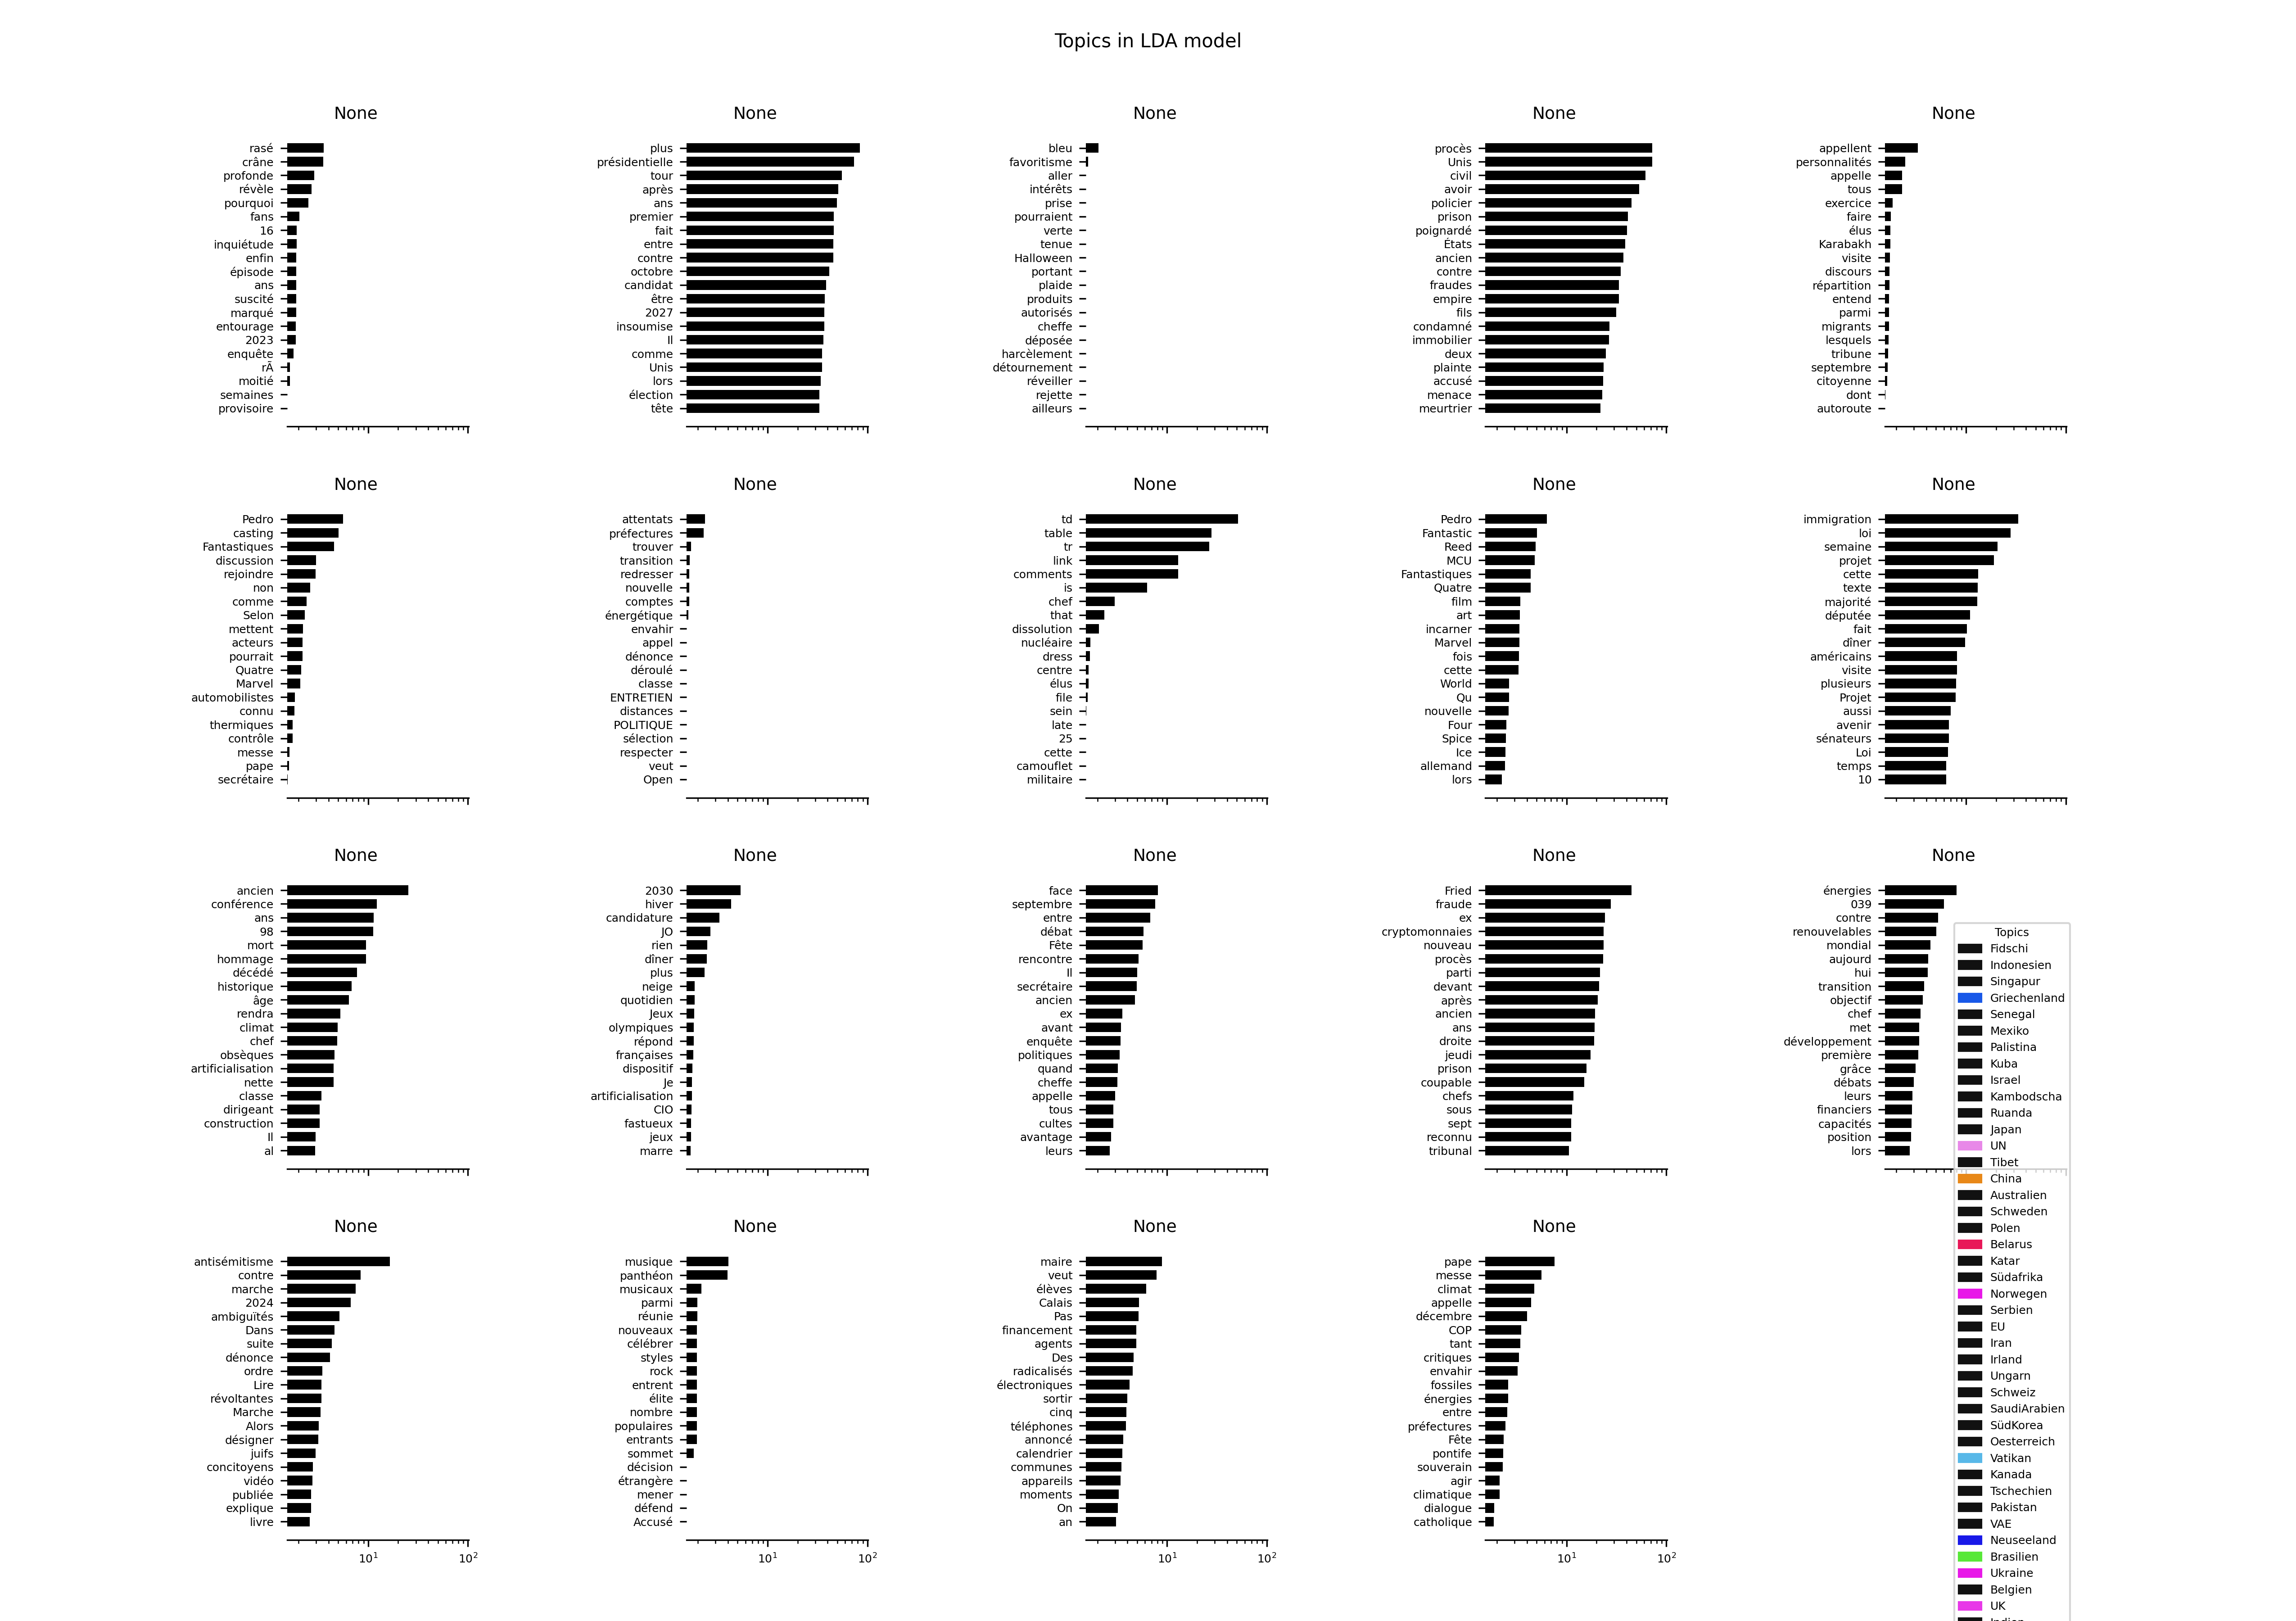 Topics in LDA model
None
rasé
crâne
profonde
révèle
pourquoi
fans
16
inquiétude
enfin
épisode
ans
suscité
marqué
entourage
2023
enquête
rÃ
moitié
semaines
provisoire
None
plus
présidentielle
tour
après
ans
premier
fait
entre
contre
octobre
candidat
être
2027
insoumise
Il
comme
Unis
lors
élection
tête
None
bleu
favoritisme
aller
intérêts
prise
pourraient
verte
tenue
Halloween
portant
plaide
produits
autorisés
cheffe
déposée
harcèlement
détournement
réveiller
rejette
ailleurs
None
procès
Unis
civil
avoir
policier
prison
poignardé
États
ancien
contre
fraudes
empire
fils
condamné
immobilier
deux
plainte
accusé
menace
meurtrier
None
appellent
personnalités
appelle
tous
exercice
faire
élus
Karabakh
visite
discours
répartition
entend
parmi
migrants
lesquels
tribune
septembre
citoyenne
dont
autoroute
None
Pedro
casting
Fantastiques
discussion
rejoindre
non
comme
Selon
mettent
acteurs
pourrait
Quatre
Marvel
automobilistes
connu
thermiques
contrôle
messe
pape
secrétaire
None
attentats
préfectures
trouver
transition
redresser
nouvelle
comptes
énergétique
envahir
appel
dénonce
déroulé
classe
ENTRETIEN
distances
POLITIQUE
sélection
respecter
veut
Open
None
td
table
tr
link
comments
is
chef
that
dissolution
nucléaire
dress
centre
élus
file
sein
late
25
cette
camouflet
militaire
None
Pedro
Fantastic
Reed
MCU
Fantastiques
Quatre
film
art
incarner
Marvel
fois
cette
World
Qu
nouvelle
Four
Spice
Ice
allemand
lors
None
immigration
loi
semaine
projet
cette
texte
majorité
députée
fait
dîner
américains
visite
plusieurs
Projet
aussi
avenir
sénateurs
Loi
temps
10
None
ancien
conférence
ans
98
mort
hommage
décédé
historique
âge
rendra
climat
chef
obsèques
artificialisation
nette
classe
dirigeant
construction
Il
al
None
2030
hiver
candidature
JO
rien
dîner
plus
neige
quotidien
Jeux
olympiques
répond
françaises
dispositif
Je
artificialisation
CIO
fastueux
jeux
marre
None
face
septembre
entre
débat
Fête
rencontre
Il
secrétaire
ancien
ex
avant
enquête
politiques
quand
cheffe
appelle
tous
cultes
avantage
leurs
None
Fried
fraude
ex
cryptomonnaies
nouveau
procès
parti
devant
après
ancien
ans
droite
jeudi
prison
coupable
chefs
sous
sept
reconnu
tribunal
None
énergies
039
contre
renouvelables
mondial
aujourd
hui
transition
objectif
chef
met
développement
première
grâce
débats
leurs
financiers
capacités
position
lors
None
antisémitisme
contre
marche
2024
ambiguïtés
Dans
suite
dénonce
ordre
Lire
révoltantes
Marche
Alors
désigner
juifs
concitoyens
vidéo
publiée
explique
livre
10¹ 10²
None
musique
panthéon
musicaux
parmi
réunie
nouveaux
célébrer
styles
rock
entrent
élite
nombre
populaires
entrants
sommet
décision
étrangère
mener
défend
Accusé
10¹ 10²
None
maire
veut
élèves
Calais
Pas
financement
agents
Des
radicalisés
électroniques
sortir
cinq
téléphones
annoncé
calendrier
communes
appareils
moments
On
an
10¹ 10²
None
pape
messe
climat
appelle
décembre
COP
tant
critiques
envahir
fossiles
énergies
entre
préfectures
Fête
pontife
souverain
agir
climatique
dialogue
catholique
10¹ 10²
Topics
Fidschi
Indonesien
Singapur
Griechenland
Senegal
Mexiko
Palistina
Kuba
Israel
Kambodscha
Ruanda
Japan
UN
Tibet
China
Australien
Schweden
Polen
Belarus
Katar
Südafrika
Norwegen
Serbien
EU
Iran
Irland
Ungarn
Schweiz
SaudiArabien
SüdKorea
Oesterreich
Vatikan
Kanada
Tschechien
Pakistan
VAE
Neuseeland
Brasilien
Ukraine
Belgien
UK